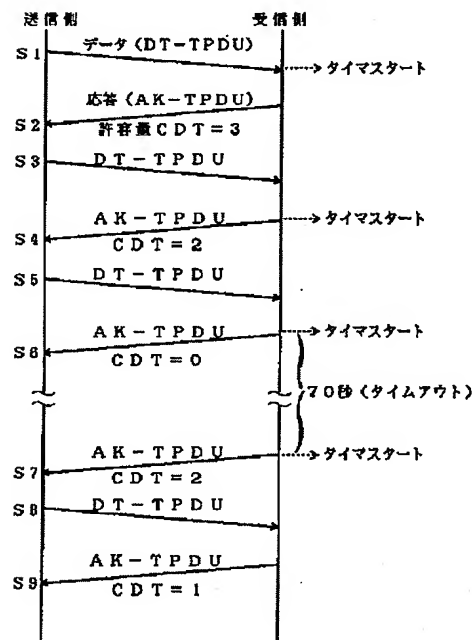 送信側 受信側
S1 データ(DT-TPDU)
タイマスタート
応答(AK-TPDU)
S2 許容量CDT=3
S3 DT-TPDU
AK-TPDU タイマスタート
S4 CDT=2
S5 DT-TPDU
AK-TPDU タイマスタート
S6 CDT=0
70秒(タイムアウト)
AK-TPDU タイマスタート
S7 CDT=2
S8 DT-TPDU
AK-TPDU
S9 CDT=1